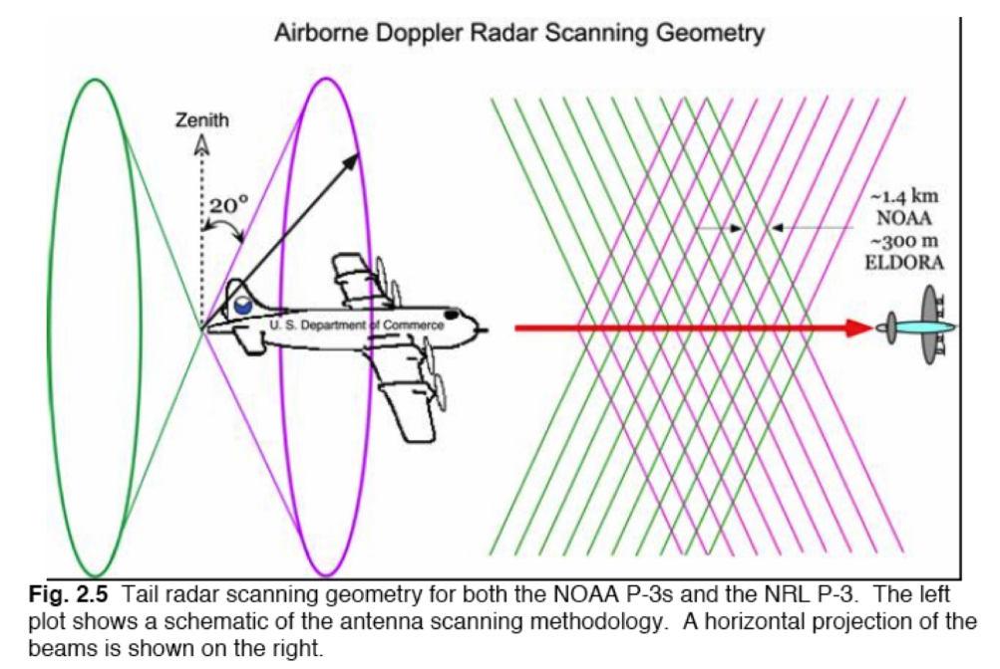 Airborne Doppler Radar Scanning Geometry
Zenith
20°
U. S. Department of Commerce
~1.4 km
NOAA
~300 m
ELDORA
Fig. 2.5 Tail radar scanning geometry for both the NOAA P-3s and the NRL P-3. The left
plot shows a schematic of the antenna scanning methodology. A horizontal projection of the
beams is shown on the right.